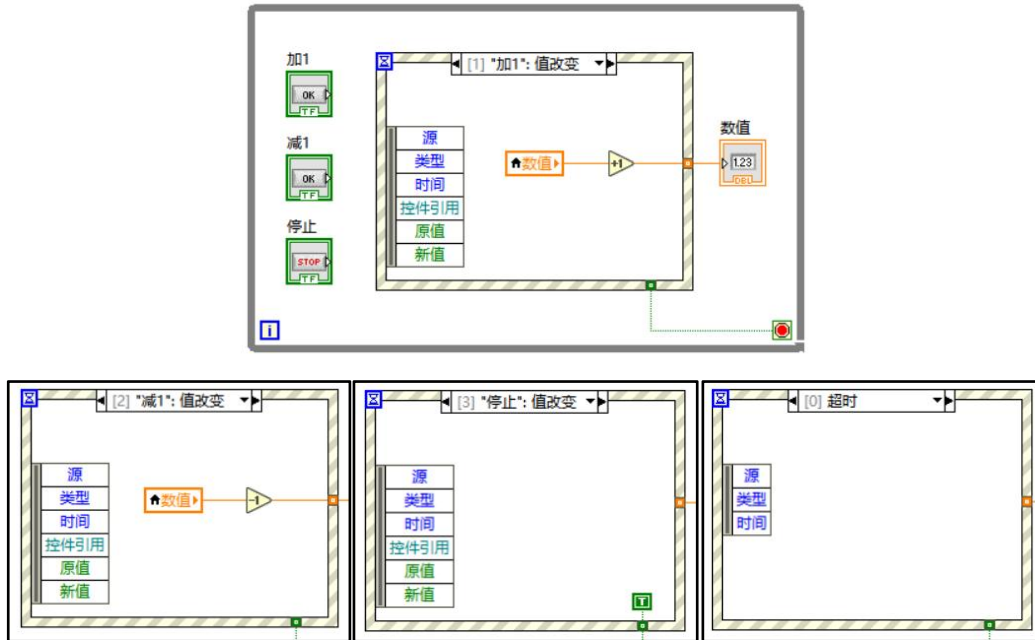 [1] "加1": 值改变
加1
OK
TF
减1
OK
TF
停止
STOP
TF
源
类型
时间
控件引用
原值
新值
数值
+1
数值
1.23
DBL
i
[2] "减1": 值改变
源
类型
时间
控件引用
原值
新值
数值
-1
[3] "停止": 值改变
源
类型
时间
控件引用
原值
新值
T
[0] 超时
源
类型
时间